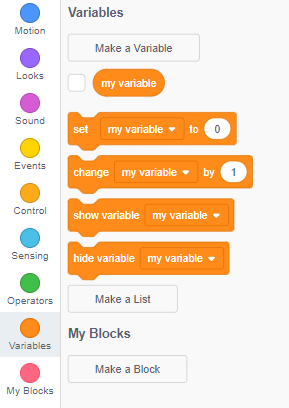 Motion
Looks
Sound
Events
Control
Sensing
Operators
Variables
My Blocks
Variables
Make a Variable
my variable
set my variable to 0
change my variable by 1
show variable my variable
hide variable my variable
Make a List
My Blocks
Make a Block